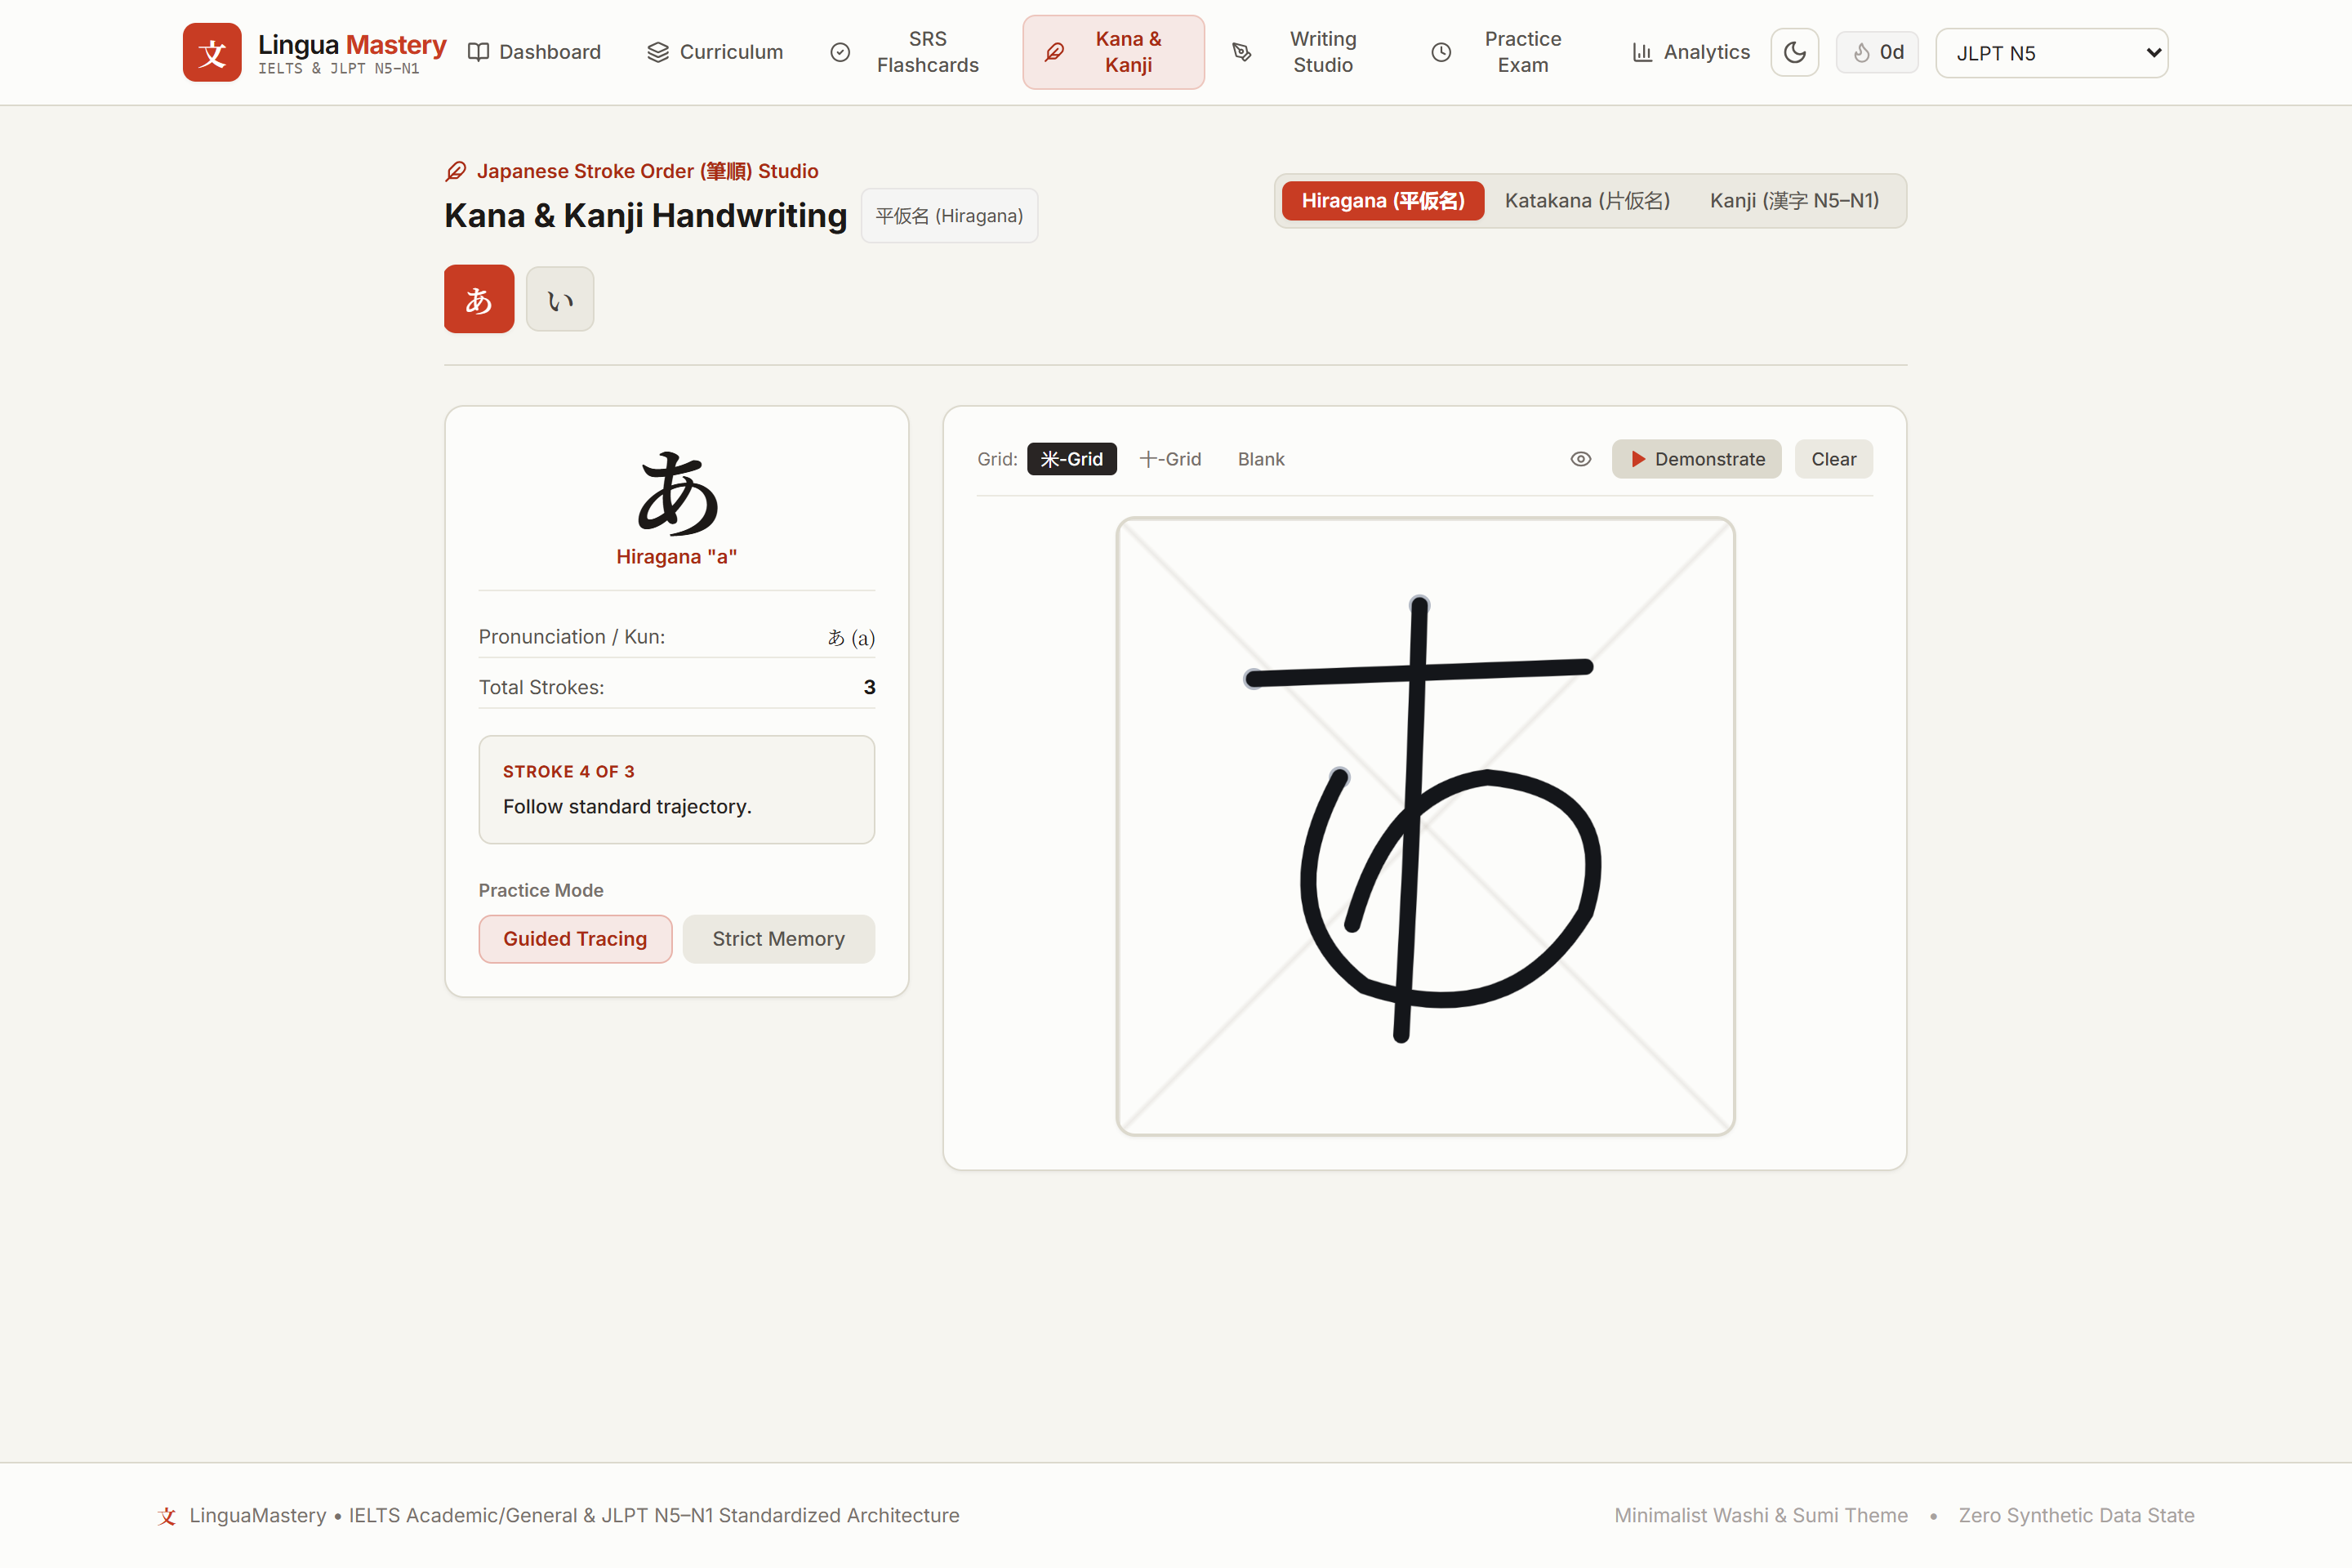 文
Lingua Mastery
IELTS & JLPT N5–N1
Dashboard
Curriculum
SRS Flashcards
Kana & Kanji
Writing Studio
Practice Exam
Analytics
0d
JLPT N5
Japanese Stroke Order (筆順) Studio
Kana & Kanji Handwriting
平仮名 (Hiragana)
Hiragana (平仮名)
Katakana (片仮名)
Kanji (漢字 N5–N1)
あ
い
あ
Hiragana "a"
Pronunciation / Kun: あ (a)
Total Strokes: 3
STROKE 4 OF 3
Follow standard trajectory.
Practice Mode
Guided Tracing
Strict Memory
Grid: 米-Grid 十-Grid Blank
Demonstrate
Clear
あ
文 LinguaMastery • IELTS Academic/General & JLPT N5–N1 Standardized Architecture
Minimalist Washi & Sumi Theme • Zero Synthetic Data State